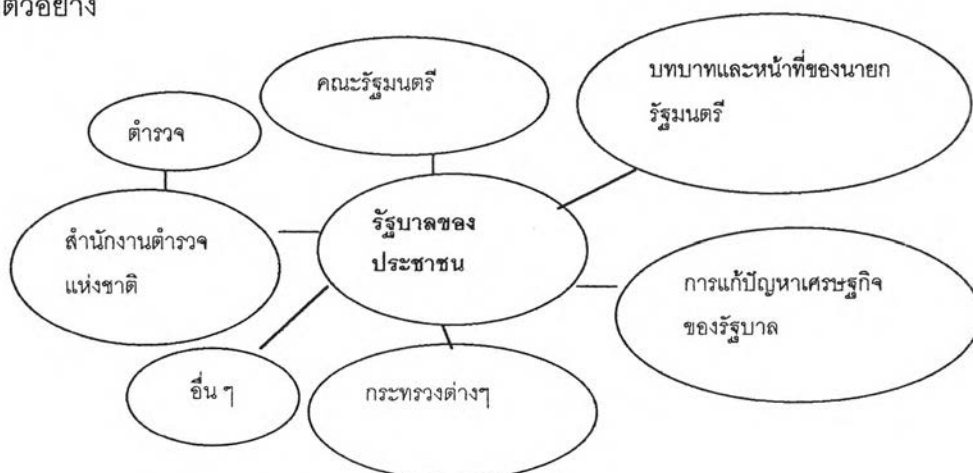 ตัวอย่าง
คณะรัฐมนตรี
บทบาทและหน้าที่ของนายก
รัฐมนตรี
ตำรวจ
รัฐบาลของ
ประชาชน
สำนักงานตำรวจ
แห่งชาติ
การแก้ปัญหาเศรษฐกิจ
ของรัฐบาล
อื่น ๆ
กระทรวงต่างๆ